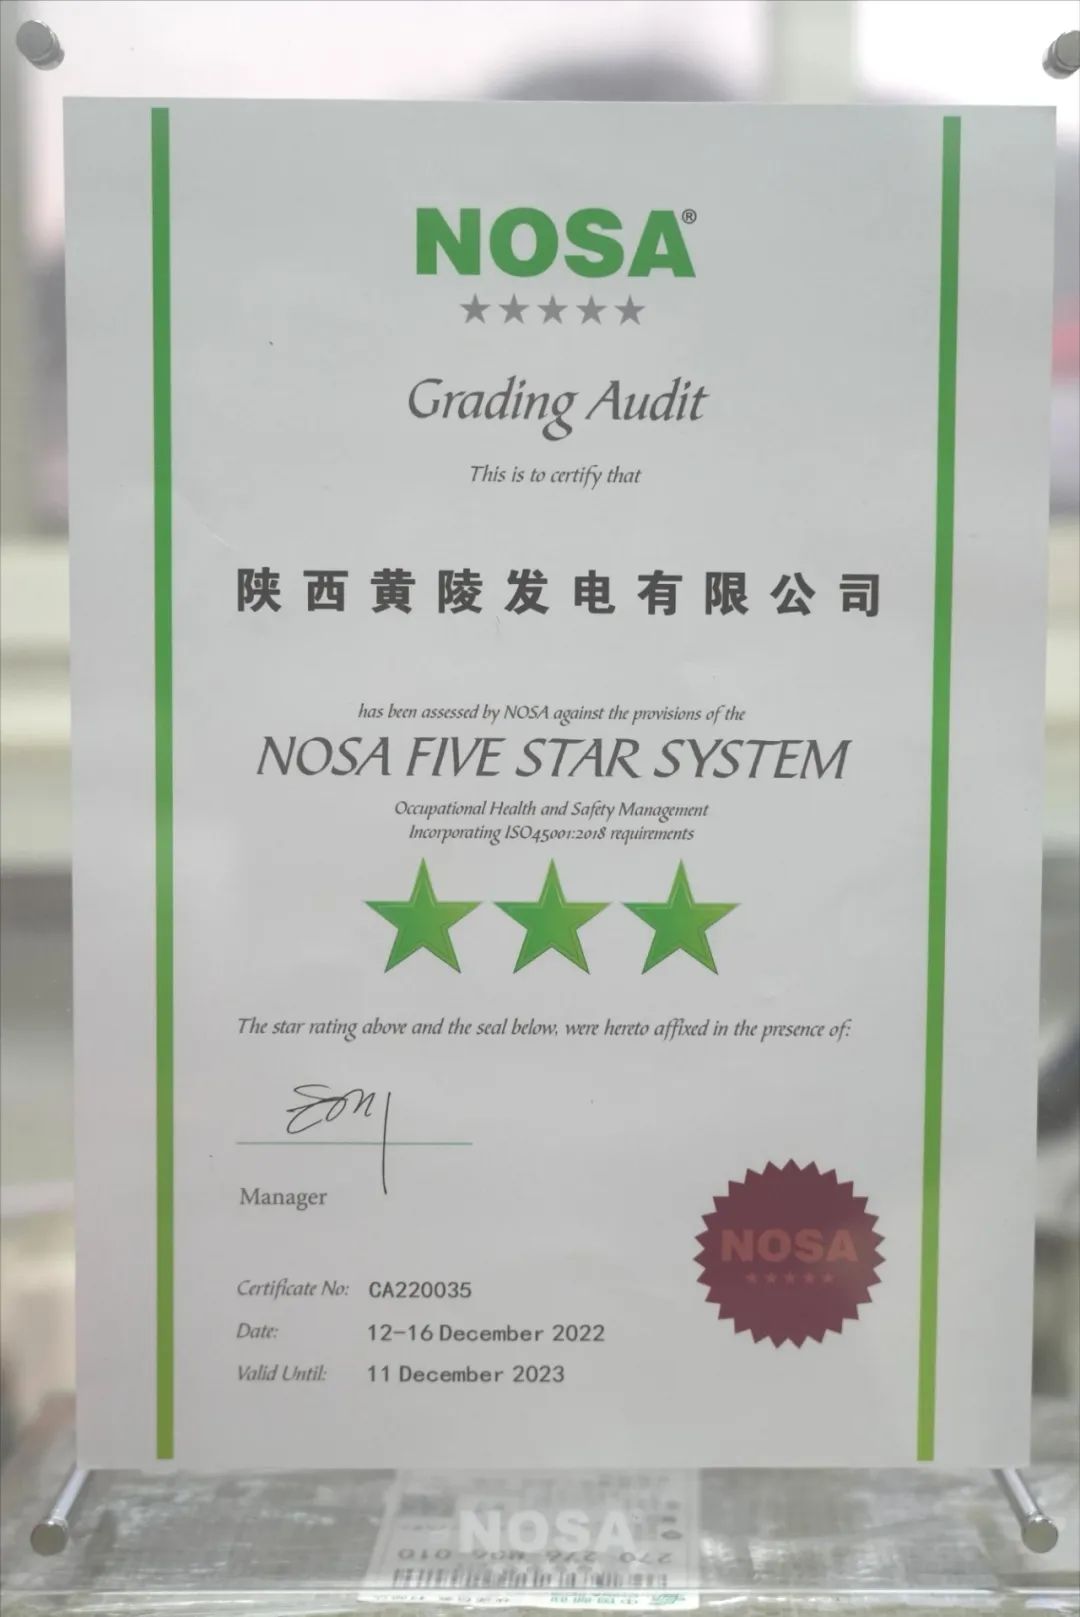 NOSA®
Grading Audit
This is to certify that
陕西黄陵发电有限公司
has been assessed by NOSA against the provisions of the
NOSA FIVE STAR SYSTEM
Occupational Health and Safety Management
Incorporating ISO45001:2018 requirements
The star rating above and the seal below, were hereto affixed in the presence of:
Manager
NOSA
Certificate No: CA220035
Date: 12-16 December 2022
Valid Until: 11 December 2023
NOSA